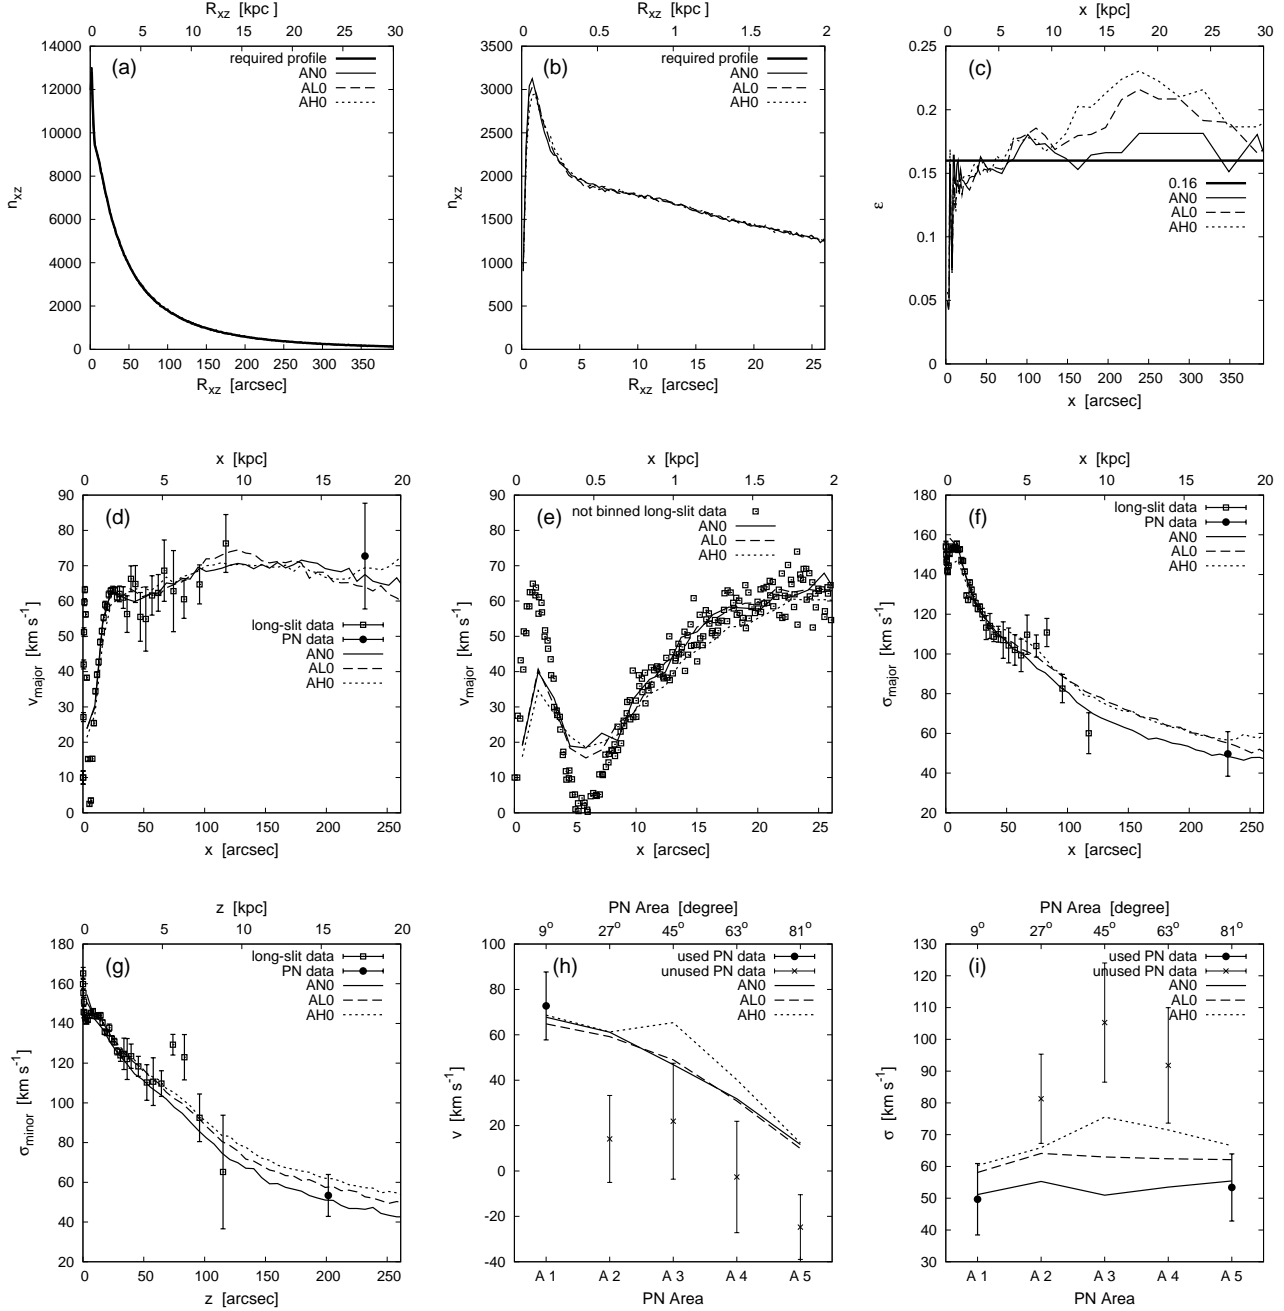 R_xz [kpc]
0 5 10 15 20 25 30
14000
12000
10000
8000
6000
4000
2000
0
n_xz
(a)
required profile
AN0
AL0
AH0
0 50 100 150 200 250 300 350
R_xz [arcsec]
R_xz [kpc]
0 0.5 1 1.5 2
3500
3000
2500
2000
1500
1000
500
0
n_xz
(b)
required profile
AN0
AL0
AH0
0 5 10 15 20 25
R_xz [arcsec]
x [kpc]
0 5 10 15 20 25 30
0.25
0.2
0.15
0.1
0.05
0
ε
(c)
0.16
AN0
AL0
AH0
0 50 100 150 200 250 300 350
x [arcsec]
x [kpc]
0 5 10 15 20
90
80
70
60
50
40
30
20
10
0
v_major [km s⁻¹]
(d)
long-slit data
PN data
AN0
AL0
AH0
0 50 100 150 200 250
x [arcsec]
x [kpc]
0 0.5 1 1.5 2
90
80
70
60
50
40
30
20
10
0
v_major [km s⁻¹]
(e)
not binned long-slit data
AN0
AL0
AH0
0 5 10 15 20 25
x [arcsec]
x [kpc]
0 5 10 15 20
180
160
140
120
100
80
60
40
20
σ_major [km s⁻¹]
(f)
long-slit data
PN data
AN0
AL0
AH0
0 50 100 150 200 250
x [arcsec]
z [kpc]
0 5 10 15 20
180
160
140
120
100
80
60
40
20
σ_minor [km s⁻¹]
(g)
long-slit data
PN data
AN0
AL0
AH0
0 50 100 150 200 250
z [arcsec]
PN Area [degree]
9° 27° 45° 63° 81°
100
80
60
40
20
0
-20
-40
v [km s⁻¹]
(h)
used PN data
unused PN data
AN0
AL0
AH0
A 1 A 2 A 3 A 4 A 5
PN Area
PN Area [degree]
9° 27° 45° 63° 81°
130
120
110
100
90
80
70
60
50
40
30
σ [km s⁻¹]
(i)
used PN data
unused PN data
AN0
AL0
AH0
A 1 A 2 A 3 A 4 A 5
PN Area